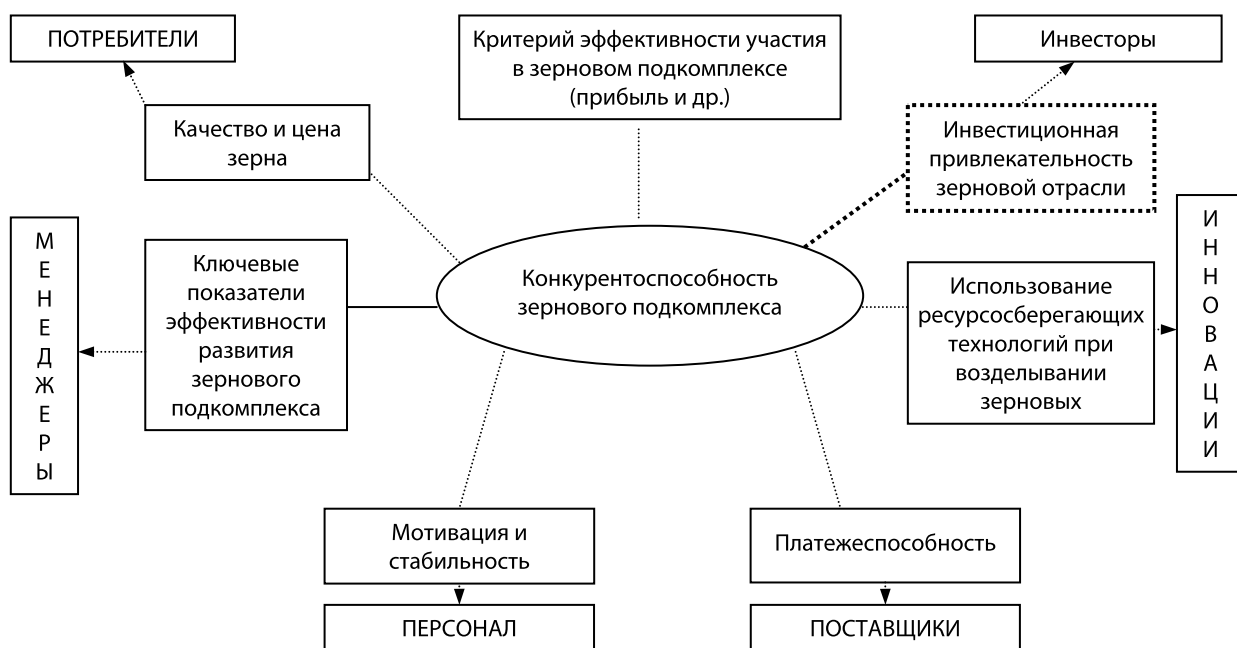 ПОТРЕБИТЕЛИ
Критерий эффективности участия
в зерновом подкомплексе
(прибыль и др.)
Инвесторы
Качество и цена
зерна
Инвестиционная
привлекательность
зерновой отрасли
М
Е
Н
Е
Д
Ж
Е
Р
Ы
Ключевые
показатели
эффективности
развития
зернового
подкомплекса
Конкурентоспособность
зернового подкомплекса
Использование
ресурсосберегающих
технологий при
возделывании
зерновых
И
Н
Н
О
В
А
Ц
И
И
Мотивация и
стабильность
Платежеспособность
ПЕРСОНАЛ
ПОСТАВЩИКИ